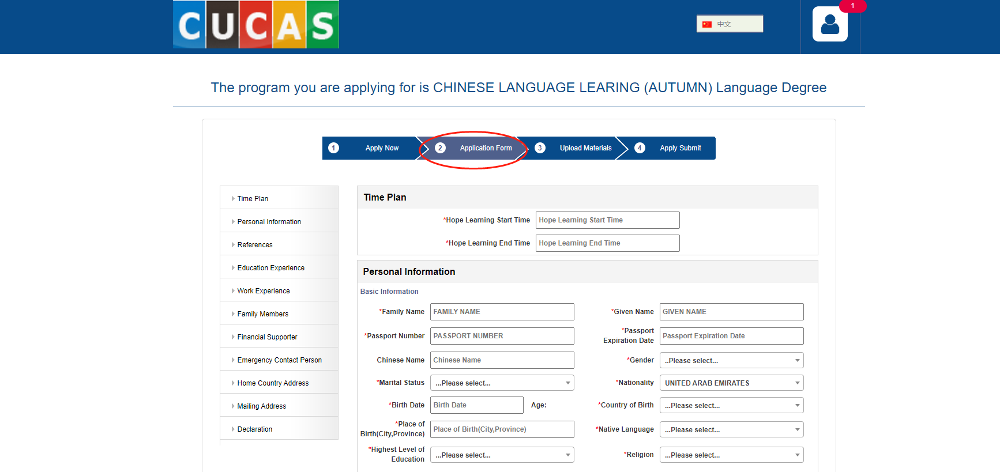 CUCAS
中文
1
The program you are applying for is CHINESE LANGUAGE LEARING (AUTUMN) Language Degree
1 Apply Now 2 Application Form 3 Upload Materials 4 Apply Submit
Time Plan
Personal Information
References
Education Experience
Work Experience
Family Members
Financial Supporter
Emergency Contact Person
Home Country Address
Mailing Address
Declaration
Time Plan
*Hope Learning Start Time Hope Learning Start Time
*Hope Learning End Time Hope Learning End Time
Personal Information
Basic Information
*Family Name FAMILY NAME *Given Name GIVEN NAME
*Passport Number PASSPORT NUMBER *Passport
Expiration Date Passport Expiration Date
Chinese Name Chinese Name *Gender ..Please select...
*Marital Status ...Please select... *Nationality UNITED ARAB EMIRATES
*Birth Date Birth Date Age: *Country of Birth ...Please select...
*Place of
Birth(City,Province) Place of Birth(City,Province) *Native Language ...Please select...
*Highest Level of
Education ...Please select... *Religion ...Please select...